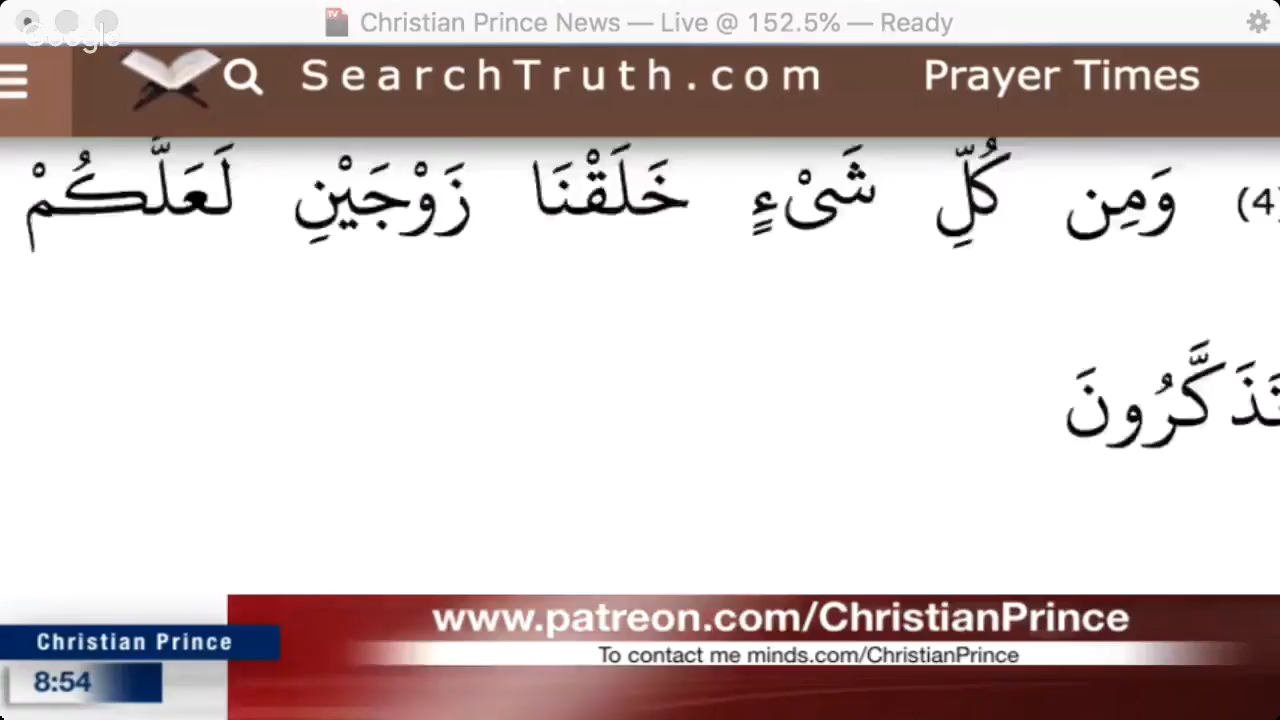 Christian Prince News — Live @ 152.5% — Ready
Google
SearchTruth.com Prayer Times
وَمِن كُلِّ شَىْءٍ خَلَقْنَا زَوْجَيْنِ لَعَلَّكُمْ
تَذَكَّرُونَ
www.patreon.com/ChristianPrince
Christian Prince
To contact me minds.com/ChristianPrince
8:54